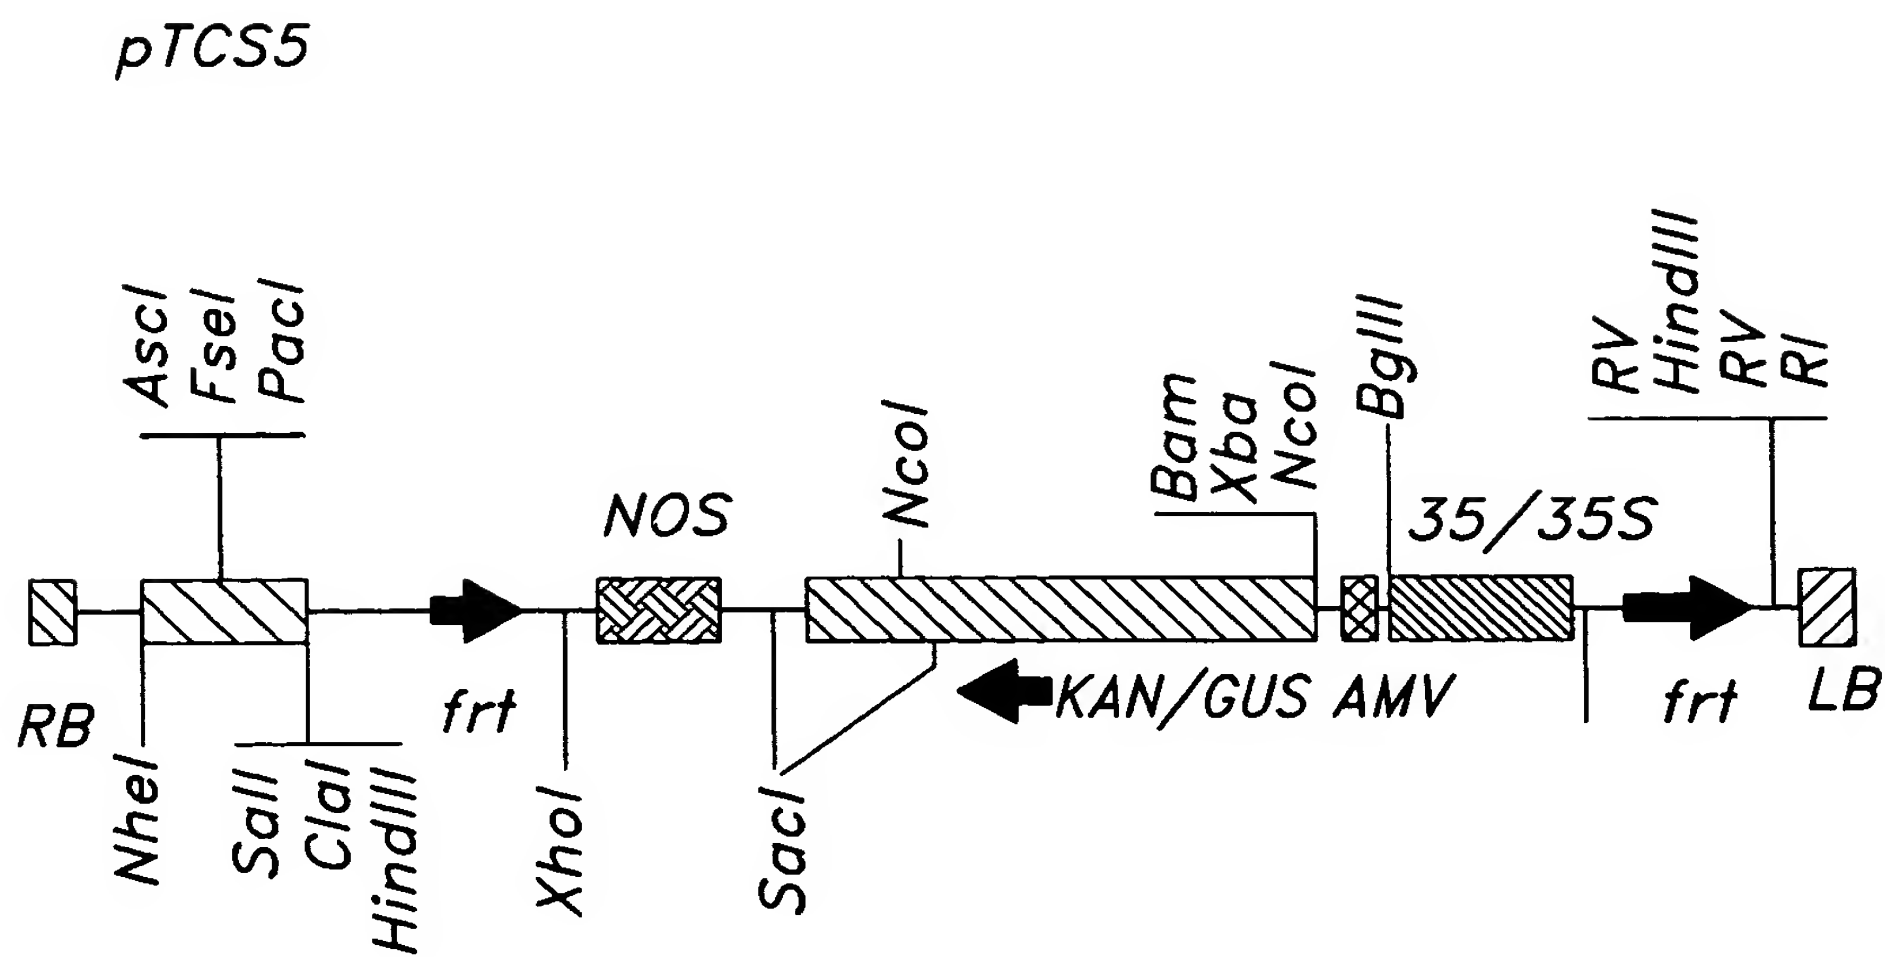 pTCS5
AscI
FseI
PacI
NOS
NcoI
Bam
Xba
NcoI
BglII
35/35S
RV
HindIII
RV
RI
RB
NheI
SalI
ClaI
HindIII
frt
XhoI
SacI
KAN/GUS AMV
frt
LB